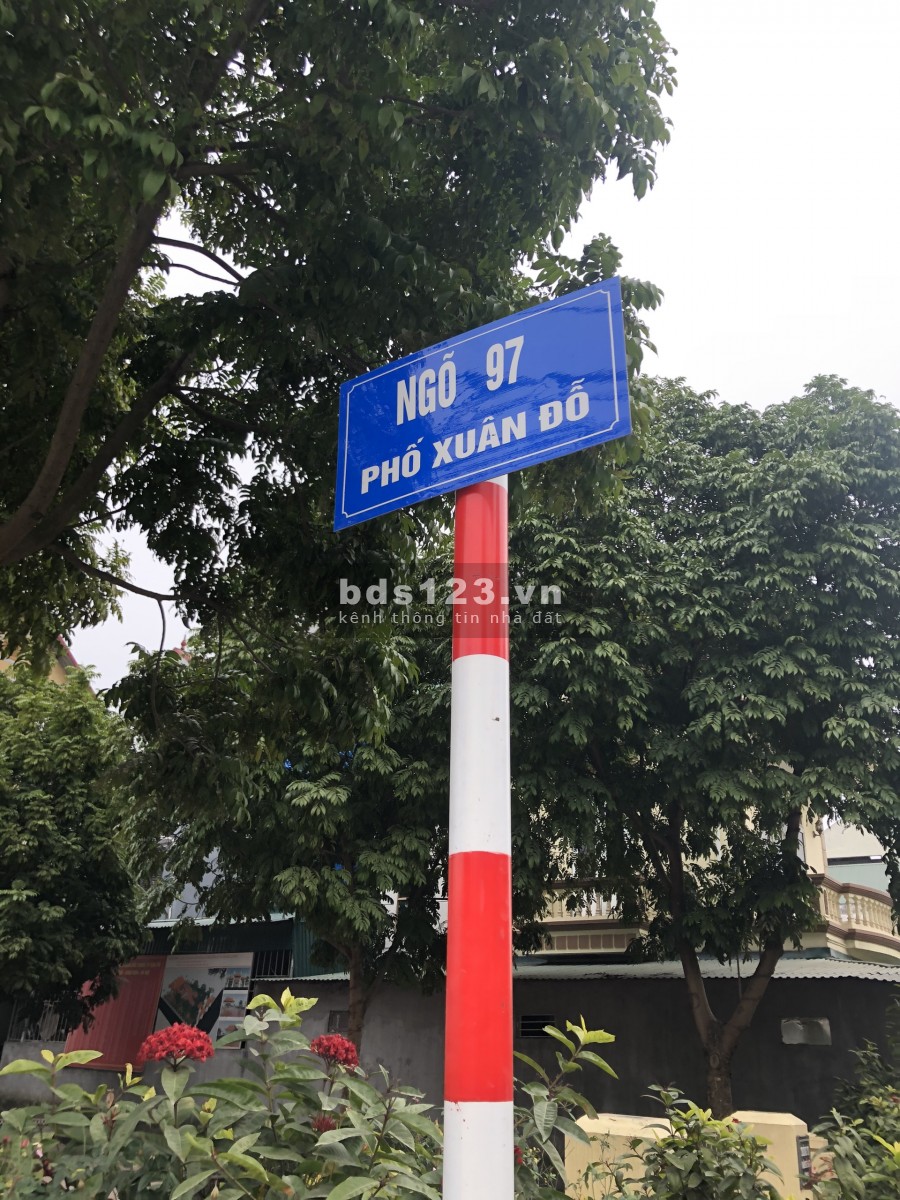 NGÕ 97
PHỐ XUÂN ĐỖ
bds123.vn
kênh thông tin nhà đất